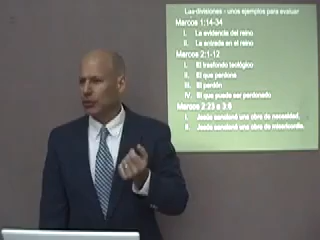 Las divisiones - unos ejemplos para evaluar
Marcos 1:14-34
I. La evidencia del reino
II. La entrada en el reino
Marcos 2:1-12
I. El trasfondo teológico
II. El que perdona
III. El perdón
IV. El que puede ser perdonado
Marcos 2:23 a 3:6
I. Jesús sancionó una obra de necesidad,
II. Jesús sancionó una obra de misericordia.